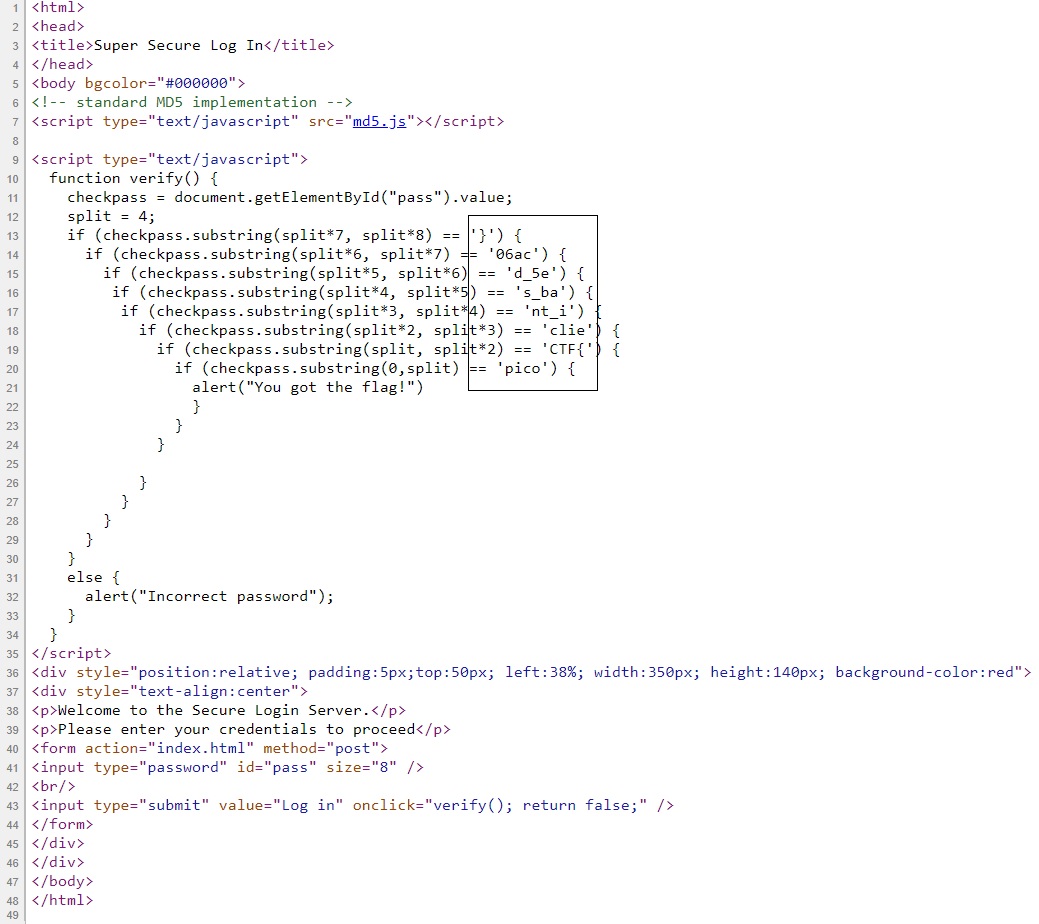 1 <html>
2 <head>
3 <title>Super Secure Log In</title>
4 </head>
5 <body bgcolor="#000000">
6 <!-- standard MD5 implementation -->
7 <script type="text/javascript" src="md5.js"></script>
8
9 <script type="text/javascript">
10   function verify() {
11     checkpass = document.getElementById("pass").value;
12     split = 4;
13     if (checkpass.substring(split*7, split*8) == '}') {
14       if (checkpass.substring(split*6, split*7) == '06ac') {
15         if (checkpass.substring(split*5, split*6) == 'd_5e') {
16          if (checkpass.substring(split*4, split*5) == 's_ba') {
17           if (checkpass.substring(split*3, split*4) == 'nt_i') {
18             if (checkpass.substring(split*2, split*3) == 'clie') {
19               if (checkpass.substring(split, split*2) == 'CTF{') {
20                 if (checkpass.substring(0,split) == 'pico') {
21                   alert("You got the flag!")
22                   }
23                 }
24               }
25
26             }
27           }
28         }
29       }
30     }
31     else {
32       alert("Incorrect password");
33     }
34   }
35 </script>
36 <div style="position:relative; padding:5px;top:50px; left:38%; width:350px; height:140px; background-color:red">
37 <div style="text-align:center">
38 <p>Welcome to the Secure Login Server.</p>
39 <p>Please enter your credentials to proceed</p>
40 <form action="index.html" method="post">
41 <input type="password" id="pass" size="8" />
42 <br/>
43 <input type="submit" value="Log in" onclick="verify(); return false;" />
44 </form>
45 </div>
46 </div>
47 </body>
48 </html>
49